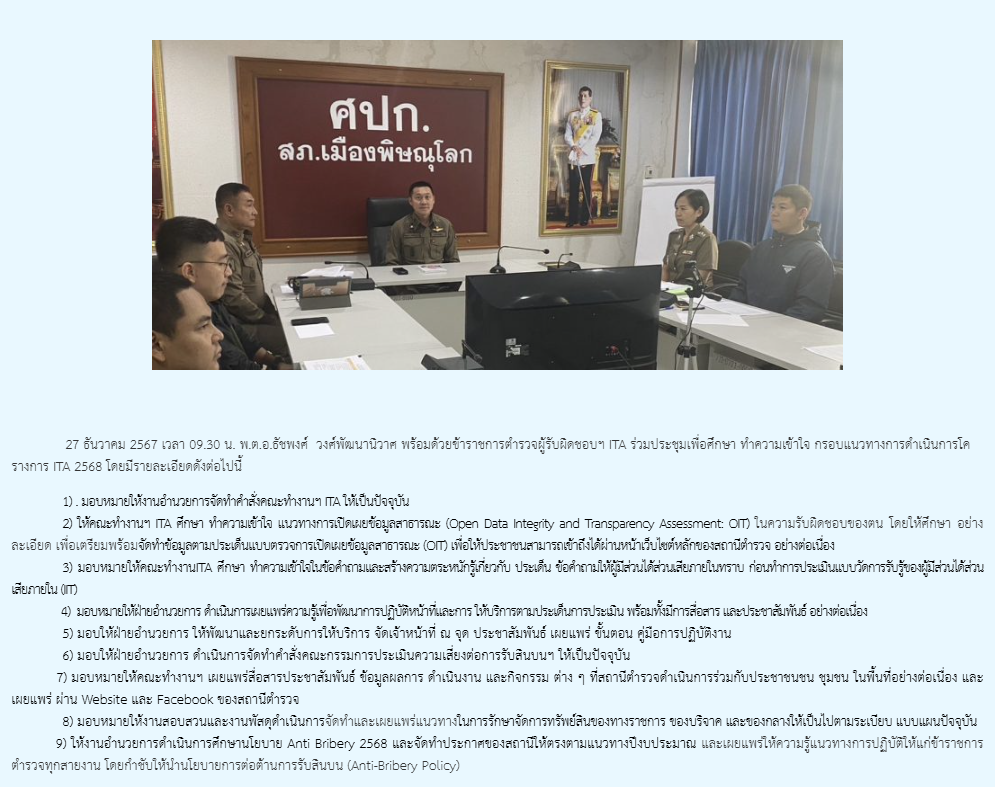 ศปก.
สภ.เมืองพิษณุโลก
27 ธันวาคม 2567 เวลา 09.30 น. พ.ต.อ.ธัชพงศ์ วงศ์พัฒนานิวาศ พร้อมด้วยข้าราชการตำรวจผู้รับผิดชอบฯ ITA ร่วมประชุมเพื่อศึกษา ทำความเข้าใจ กรอบแนวทางการดำเนินการโค
รางการ ITA 2568 โดยมีรายละเอียดดังต่อไปนี้
1) . มอบหมายให้งานอำนวยการจัดทำคำสั่งคณะทำงานฯ ITA ให้เป็นปัจจุบัน
2) ให้คณะทำงานฯ ITA ศึกษา ทำความเข้าใจ แนวทางการเปิดเผยข้อมูลสาธารณะ (Open Data Integrity and Transparency Assessment: OIT) ในความรับผิดชอบของตน โดยให้ศึกษา อย่าง
ละเอียด เพื่อเตรียมพร้อมจัดทำข้อมูลตามประเด็นแบบตรวจการเปิดเผยข้อมูลสาธารณะ (OIT) เพื่อให้ประชาชนสามารถเข้าถึงได้ผ่านหน้าเว็บไซต์หลักของสถานีตำรวจ อย่างต่อเนื่อง
3) มอบหมายให้คณะทำงานITA ศึกษา ทำความเข้าใจในข้อคำถามและสร้างความตระหนักรู้เกี่ยวกับ ประเด็น ข้อคำถามให้ผู้มีส่วนได้ส่วนเสียภายในทราบ ก่อนทำการประเมินแบบวัดการรับรู้ของผู้มีส่วนได้ส่วน
เสียภายใน (IIT)
4) มอบหมายให้ฝ่ายอำนวยการ ดำเนินการเผยแพร่ความรู้เพื่อพัฒนาการปฏิบัติหน้าที่และการ ให้บริการตามประเด็นการประเมิน พร้อมทั้งมีการสื่อสาร และประชาสัมพันธ์ อย่างต่อเนื่อง
5) มอบให้ฝ่ายอำนวยการ ให้พัฒนาและยกระดับการให้บริการ จัดเจ้าหน้าที่ ณ จุด ประชาสัมพันธ์ เผยแพร่ ขั้นตอน คู่มือการปฏิบัติงาน
6) มอบให้ฝ่ายอำนวยการ ดำเนินการจัดทำคำสั่งคณะกรรมการประเมินความเสี่ยงต่อการรับสินบนฯ ให้เป็นปัจจุบัน
7) มอบหมายให้คณะทำงานฯ เผยแพร่สื่อสารประชาสัมพันธ์ ข้อมูลผลการ ดำเนินงาน และกิจกรรม ต่าง ๆ ที่สถานีตำรวจดำเนินการร่วมกับประชาชนชน ชุมชน ในพื้นที่อย่างต่อเนื่อง และ
เผยแพร่ ผ่าน Website และ Facebook ของสถานีตำรวจ
8) มอบหมายให้งานสอบสวนและงานพัสดุดำเนินการจัดทำและเผยแพร่แนวทางในการรักษาจัดการทรัพย์สินของทางราชการ ของบริจาค และของกลางให้เป็นไปตามระเบียบ แบบแผนปัจจุบัน
9) ให้งานอำนวยการดำเนินการศึกษานโยบาย Anti Bribery 2568 และจัดทำประกาศของสถานีให้ตรงตามแนวทางปีงบประมาณ และเผยแพร่ให้ความรู้แนวทางการปฏิบัติให้แก่ข้าราชการ
ตำรวจทุกสายงาน โดยกำชับให้นำนโยบายการต่อต้านการรับสินบน (Anti-Bribery Policy)